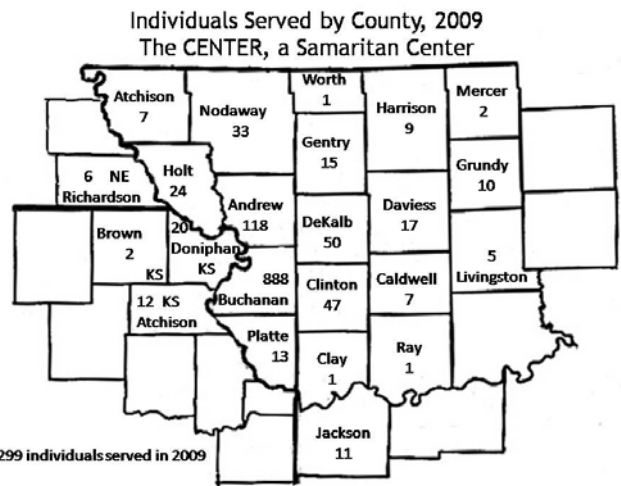 Individuals Served by County, 2009
The CENTER, a Samaritan Center
Worth
1
Atchison
7
Nodaway
33
Harrison
9
Mercer
2
Gentry
15
6 NE
Richardson
Holt
24
Grundy
10
Andrew
118
DeKalb
50
Daviess
17
20
Doniphan
KS
Brown
2
KS
888
Buchanan
Clinton
47
Caldwell
7
5
Livingston
12 KS
Atchison
Platte
13
Clay
1
Ray
1
Jackson
11
299 individuals served in 2009